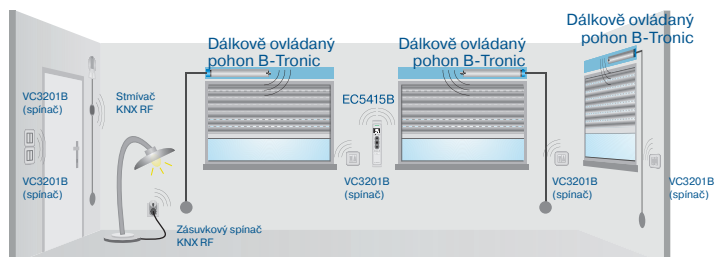 Dálkově ovládaný
pohon B-Tronic
Dálkově ovládaný
pohon B-Tronic
Dálkově ovládaný
pohon B-Tronic
VC3201B
(spínač)
Stmívač
KNX RF
EC5415B
VC3201B
(spínač)
VC3201B
(spínač)
VC3201B
(spínač)
VC3201B
(spínač)
Zásuvkový spínač
KNX RF